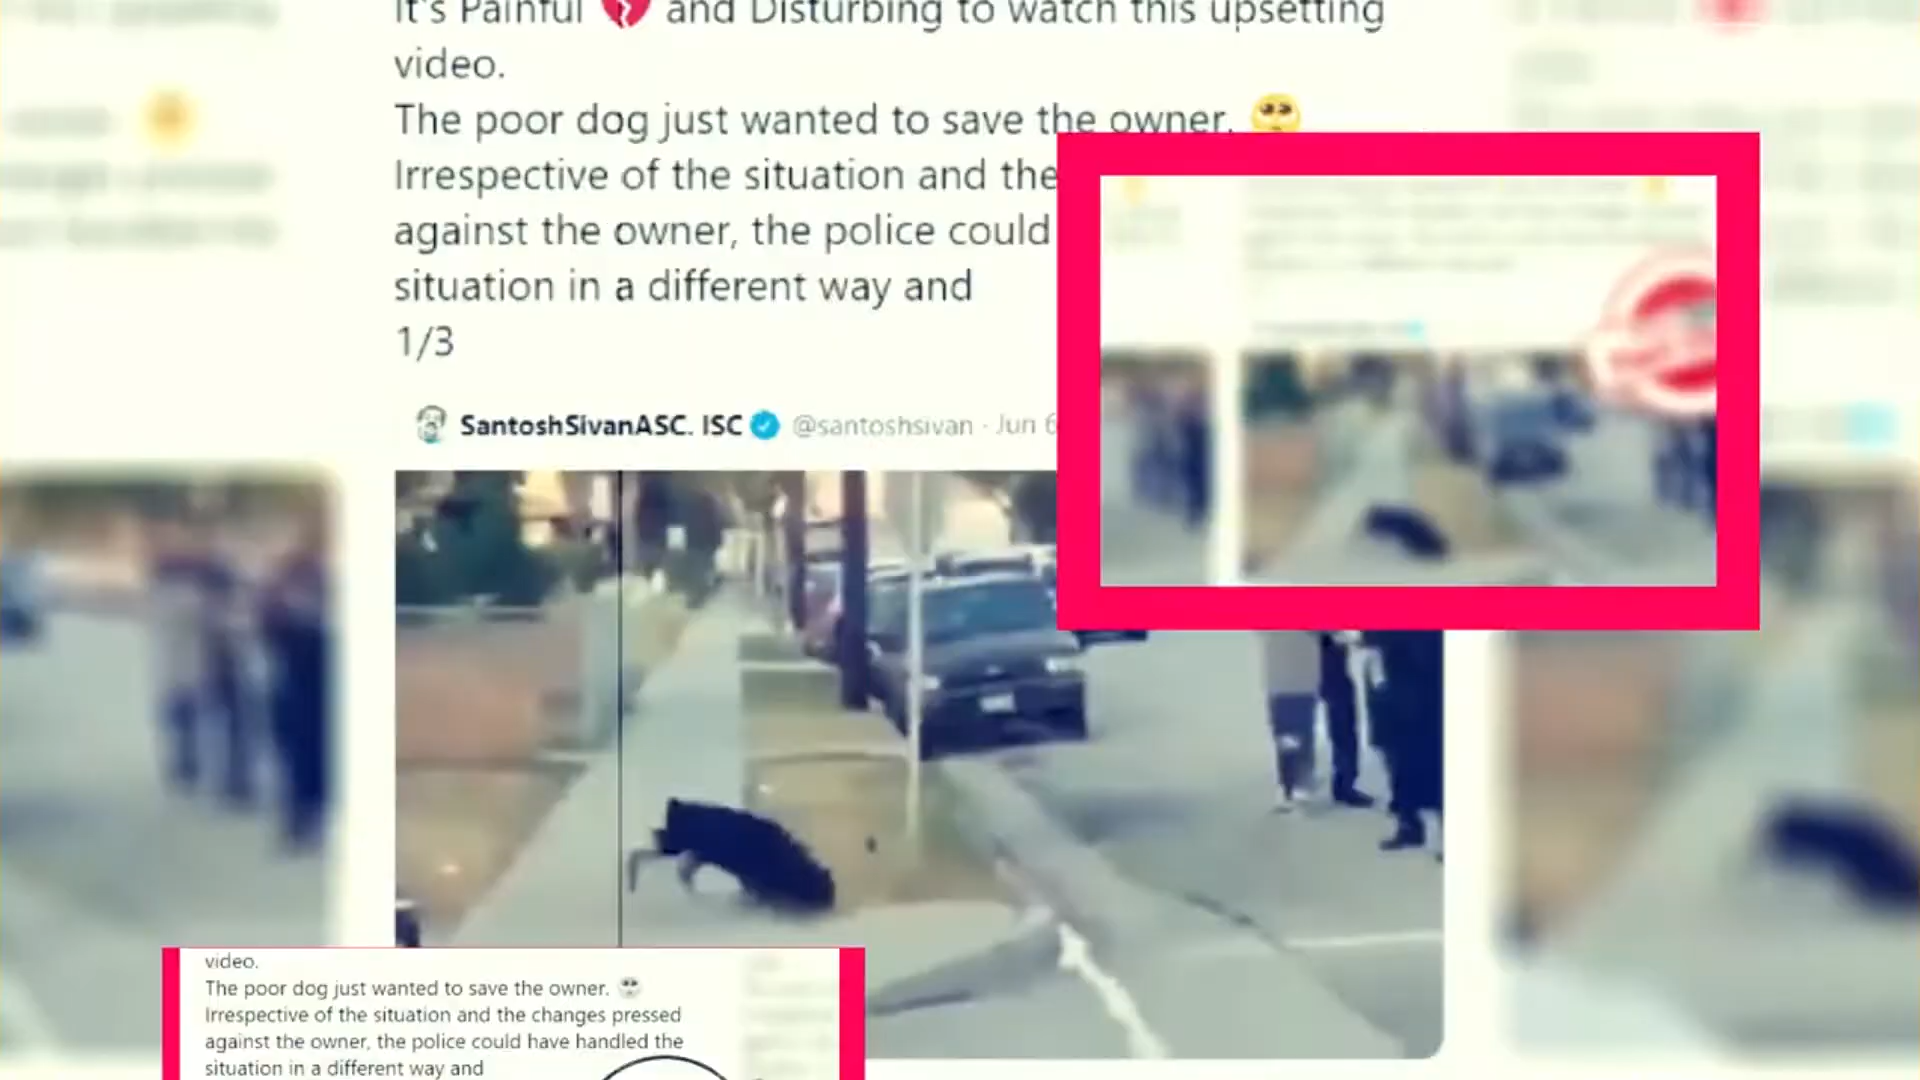 It's Painful 💔 and Disturbing to watch this upsetting
video.
The poor dog just wanted to save the owner. 🥺
Irrespective of the situation and the
against the owner, the police could
situation in a different way and
1/3
SantoshSivanASC. ISC @santoshsivan · Jun 6
video.
The poor dog just wanted to save the owner. 🥺
Irrespective of the situation and the changes pressed
against the owner, the police could have handled the
situation in a different way and